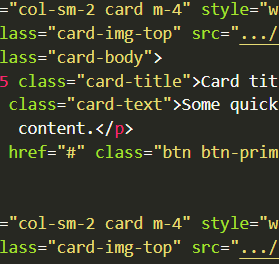 ="col-sm-2 card m-4" style="w
lass="card-img-top" src=".../
lass="card-body">
5 class="card-title">Card tit
class="card-text">Some quick
content.</p>
href="#" class="btn btn-prim
="col-sm-2 card m-4" style="w
lass="card-img-top" src=".../